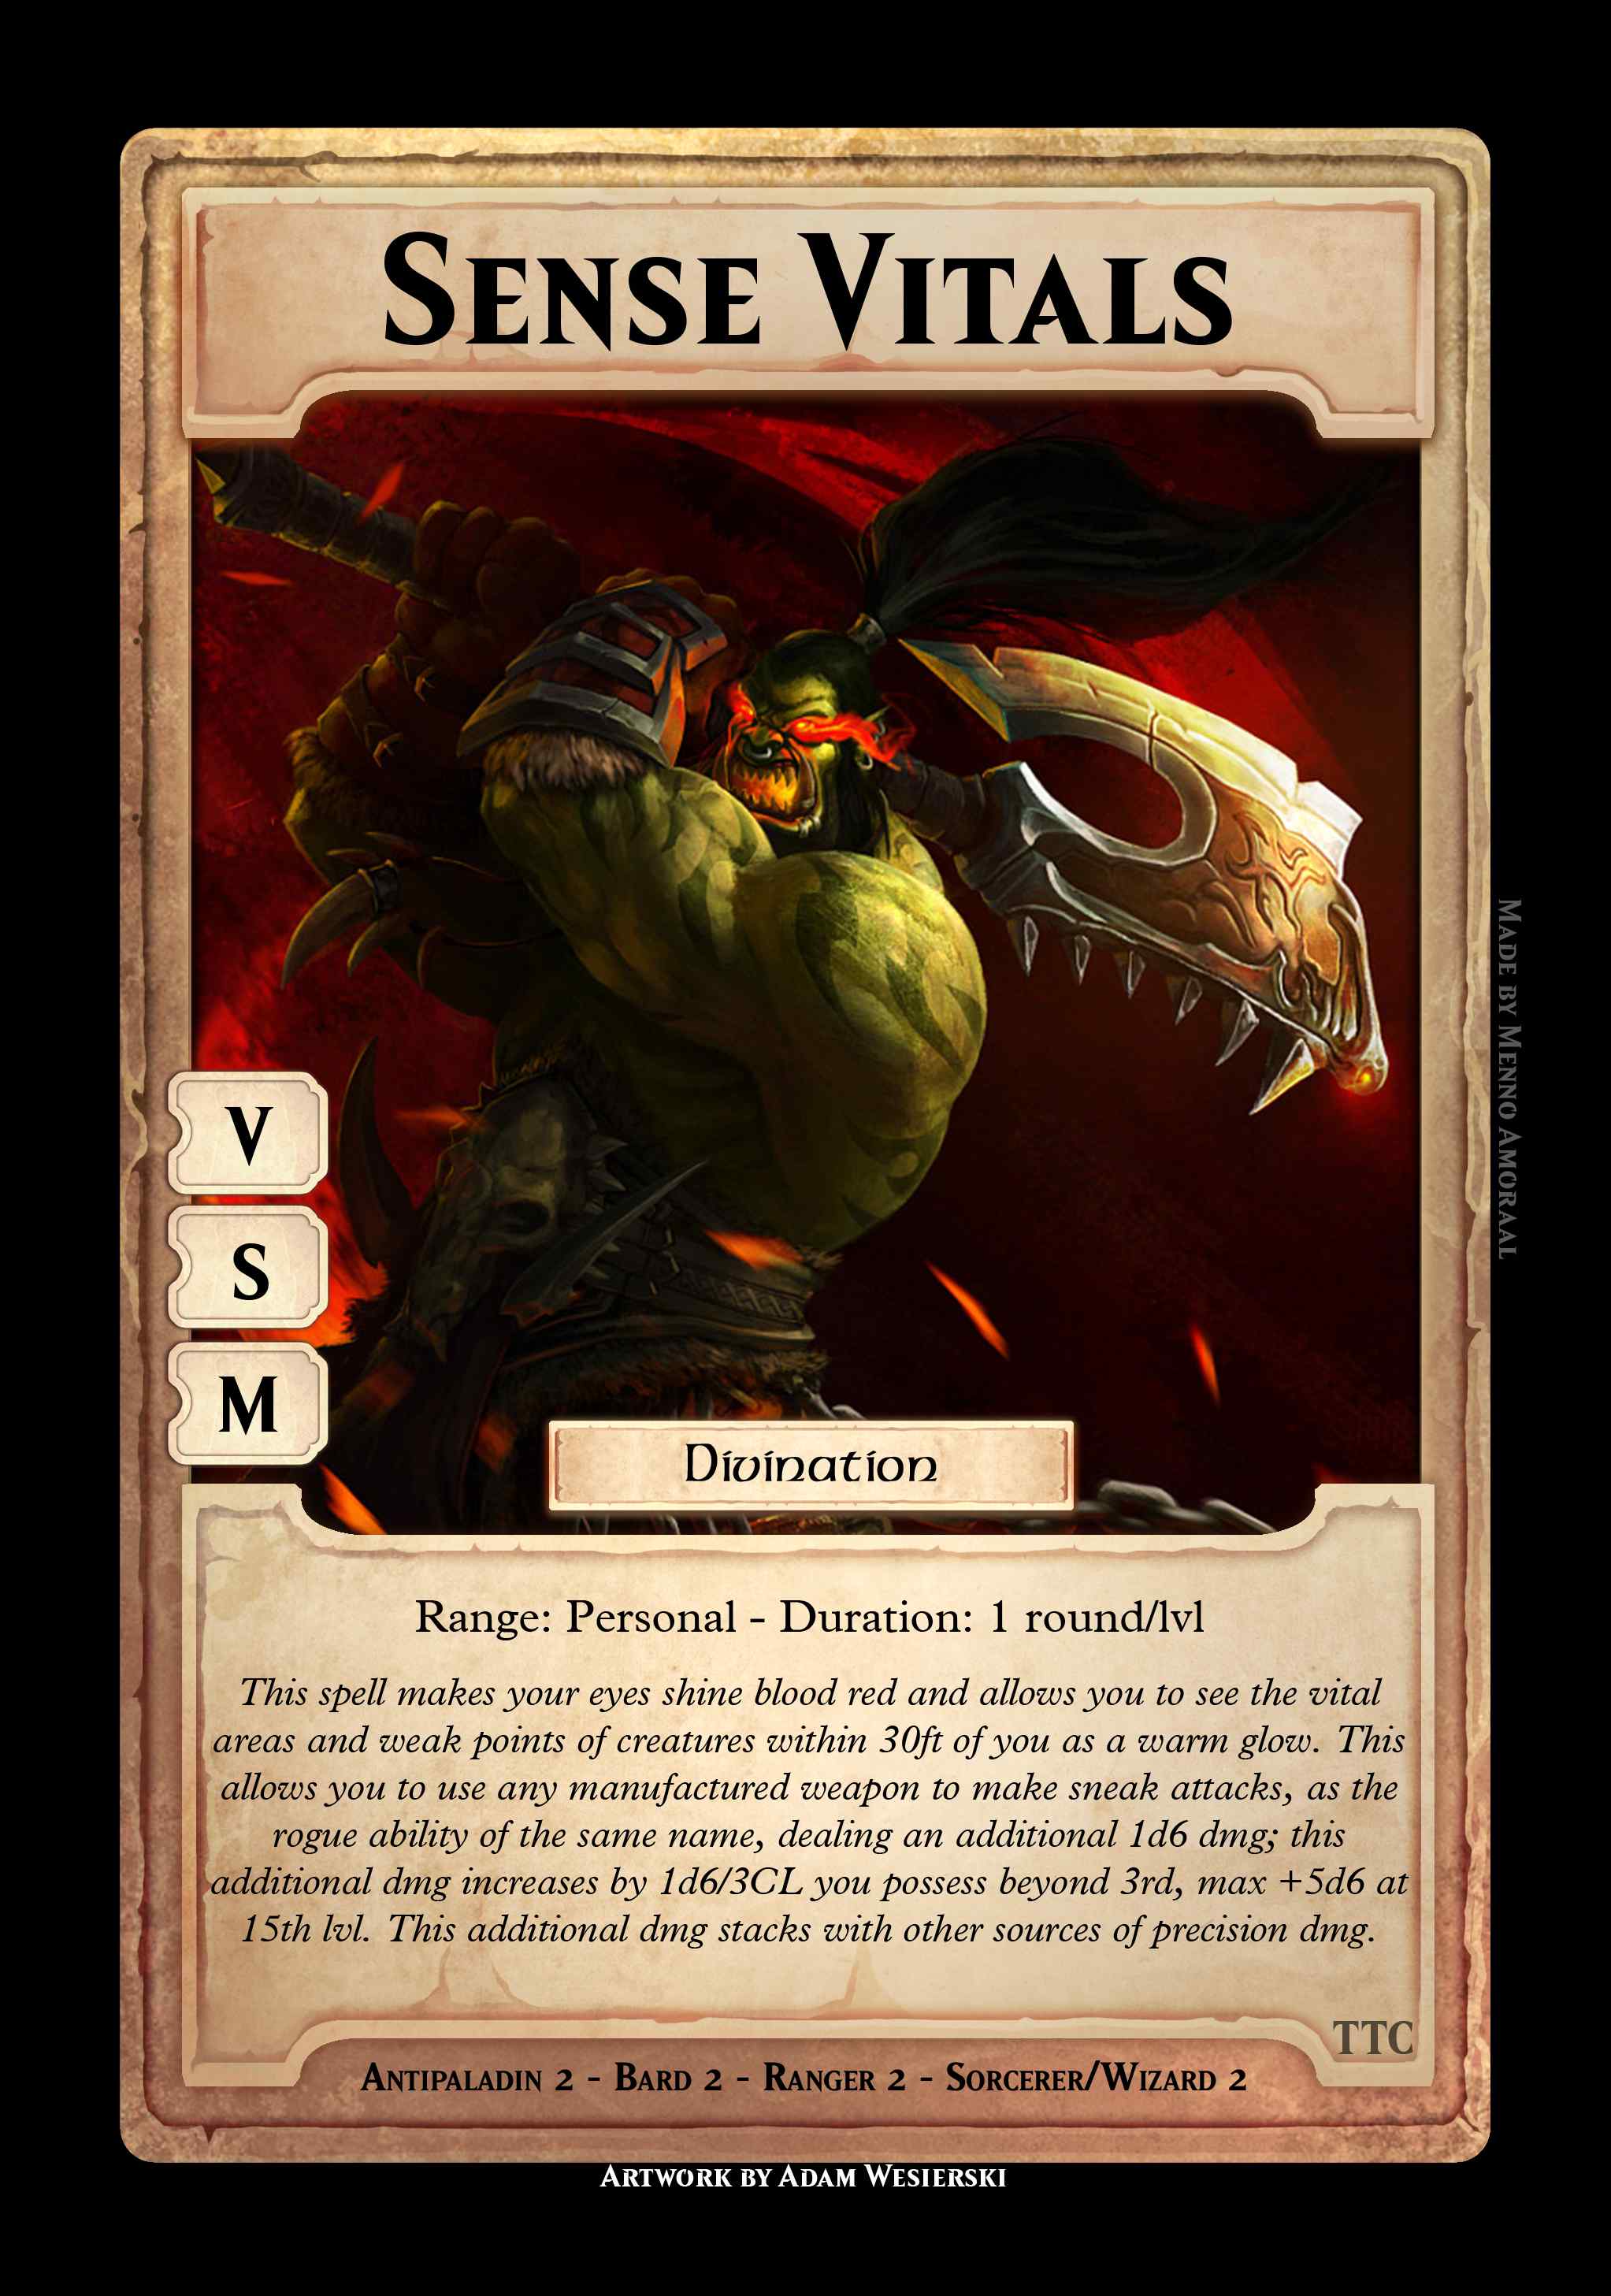 Sense Vitals
V
S
M
Divination
Range: Personal - Duration: 1 round/lvl
This spell makes your eyes shine blood red and allows you to see the vital
areas and weak points of creatures within 30ft of you as a warm glow. This
allows you to use any manufactured weapon to make sneak attacks, as the
rogue ability of the same name, dealing an additional 1d6 dmg; this
additional dmg increases by 1d6/3CL you possess beyond 3rd, max +5d6 at
15th lvl. This additional dmg stacks with other sources of precision dmg.
TTC
Antipaladin 2 - Bard 2 - Ranger 2 - Sorcerer/Wizard 2
Artwork by Adam Wesierski
Made by Menno Amoraal